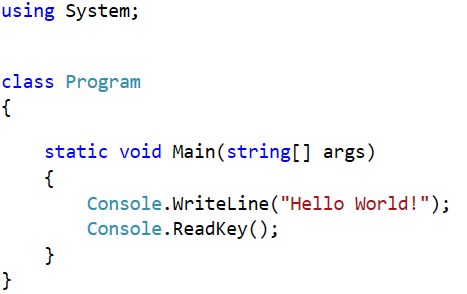 using System;
class Program
{
    static void Main(string[] args)
    {
        Console.WriteLine("Hello World!");
        Console.ReadKey();
    }
}